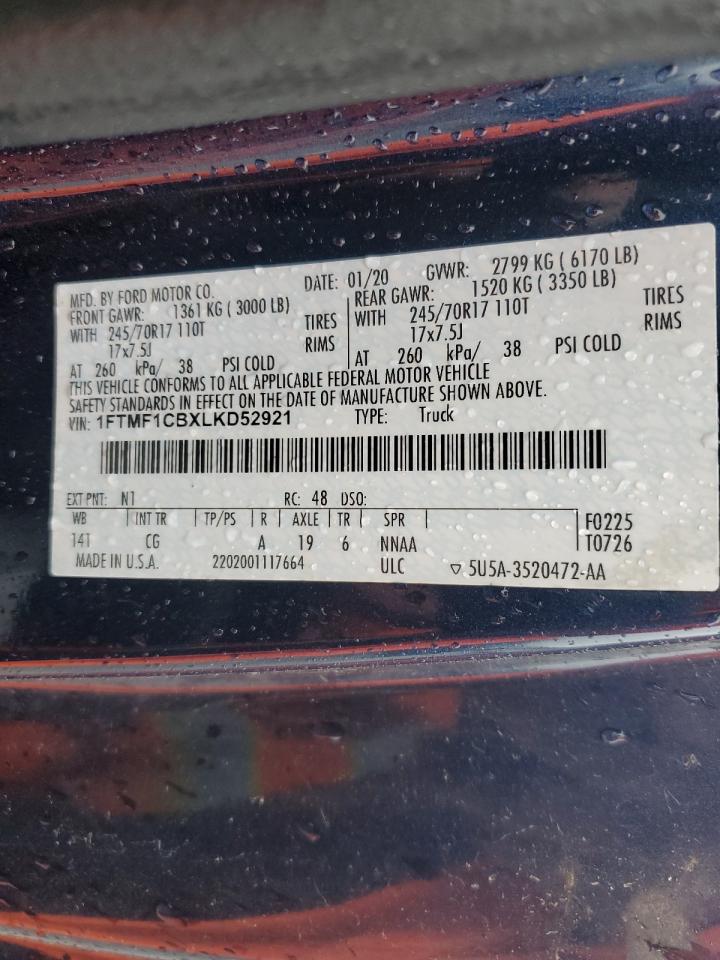 MFD. BY FORD MOTOR CO.
DATE: 01/20 GVWR: 2799 KG ( 6170 LB)
FRONT GAWR: 1361 KG ( 3000 LB)
WITH 245/70R17 110T TIRES
17x7.5J RIMS
AT 260 kPa/ 38 PSI COLD
REAR GAWR: 1520 KG ( 3350 LB)
WITH 245/70R17 110T TIRES
17x7.5J RIMS
AT 260 kPa/ 38 PSI COLD
THIS VEHICLE CONFORMS TO ALL APPLICABLE FEDERAL MOTOR VEHICLE
SAFETY STANDARDS IN EFFECT ON THE DATE OF MANUFACTURE SHOWN ABOVE.
VIN: 1FTMF1CBXLKD52921 TYPE: Truck
EXT PNT: N1 RC: 48 DSO:
WB INT TR TP/PS R AXLE TR SPR F0225
141 CG A 19 6 NNAA T0726
MADE IN U.S.A. 2202001117664 ULC ▽5U5A-3520472-AA